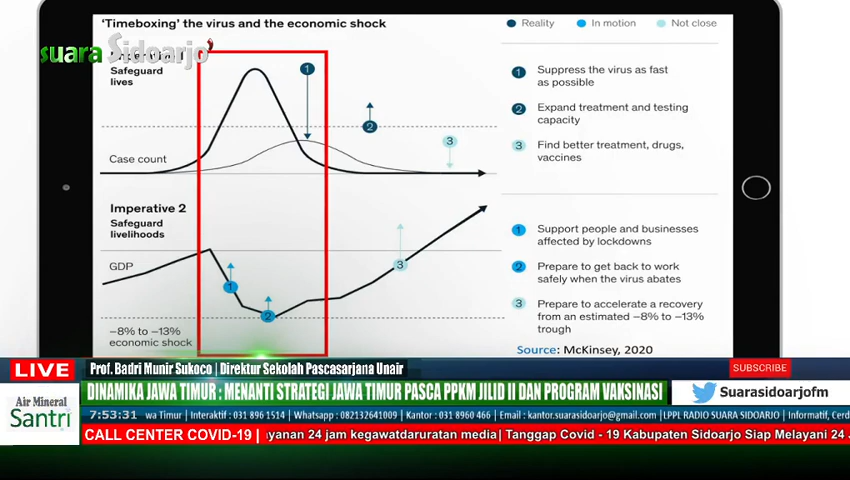 'Timeboxing' the virus and the economic shock
suara Sidoarjo
Safeguard
lives
1
2
3
Case count
Imperative 2
Safeguard
livelihoods
GDP
1
2
3
–8% to –13%
economic shock
Reality
In motion
Not close
1 Suppress the virus as fast
as possible
2 Expand treatment and testing
capacity
3 Find better treatment, drugs,
vaccines
1 Support people and businesses
affected by lockdowns
2 Prepare to get back to work
safely when the virus abates
3 Prepare to accelerate a recovery
from an estimated –8% to –13%
trough
Source: McKinsey, 2020
LIVE
Prof. Badri Munir Sukoco | Direktur Sekolah Pascasarjana Unair
SUBSCRIBE
DINAMIKA JAWA TIMUR : MENANTI STRATEGI JAWA TIMUR PASCA PPKM JILID II DAN PROGRAM VAKSINASI
Suarasidoarjofm
Air Mineral
Santri
7:53:31
wa Timur | Interaktif : 031 896 1514 | Whatsapp : 082132641009 | Kantor : 031 8960 466 | Email : kantor.suarasidoarjo@gmail.com |LPPL RADIO SUARA SIDOARJO | Informatif, Cerd
CALL CENTER COVID-19 | ayanan 24 jam kegawatdaruratan media| Tanggap Covid - 19 Kabupaten Sidoarjo Siap Melayani 24